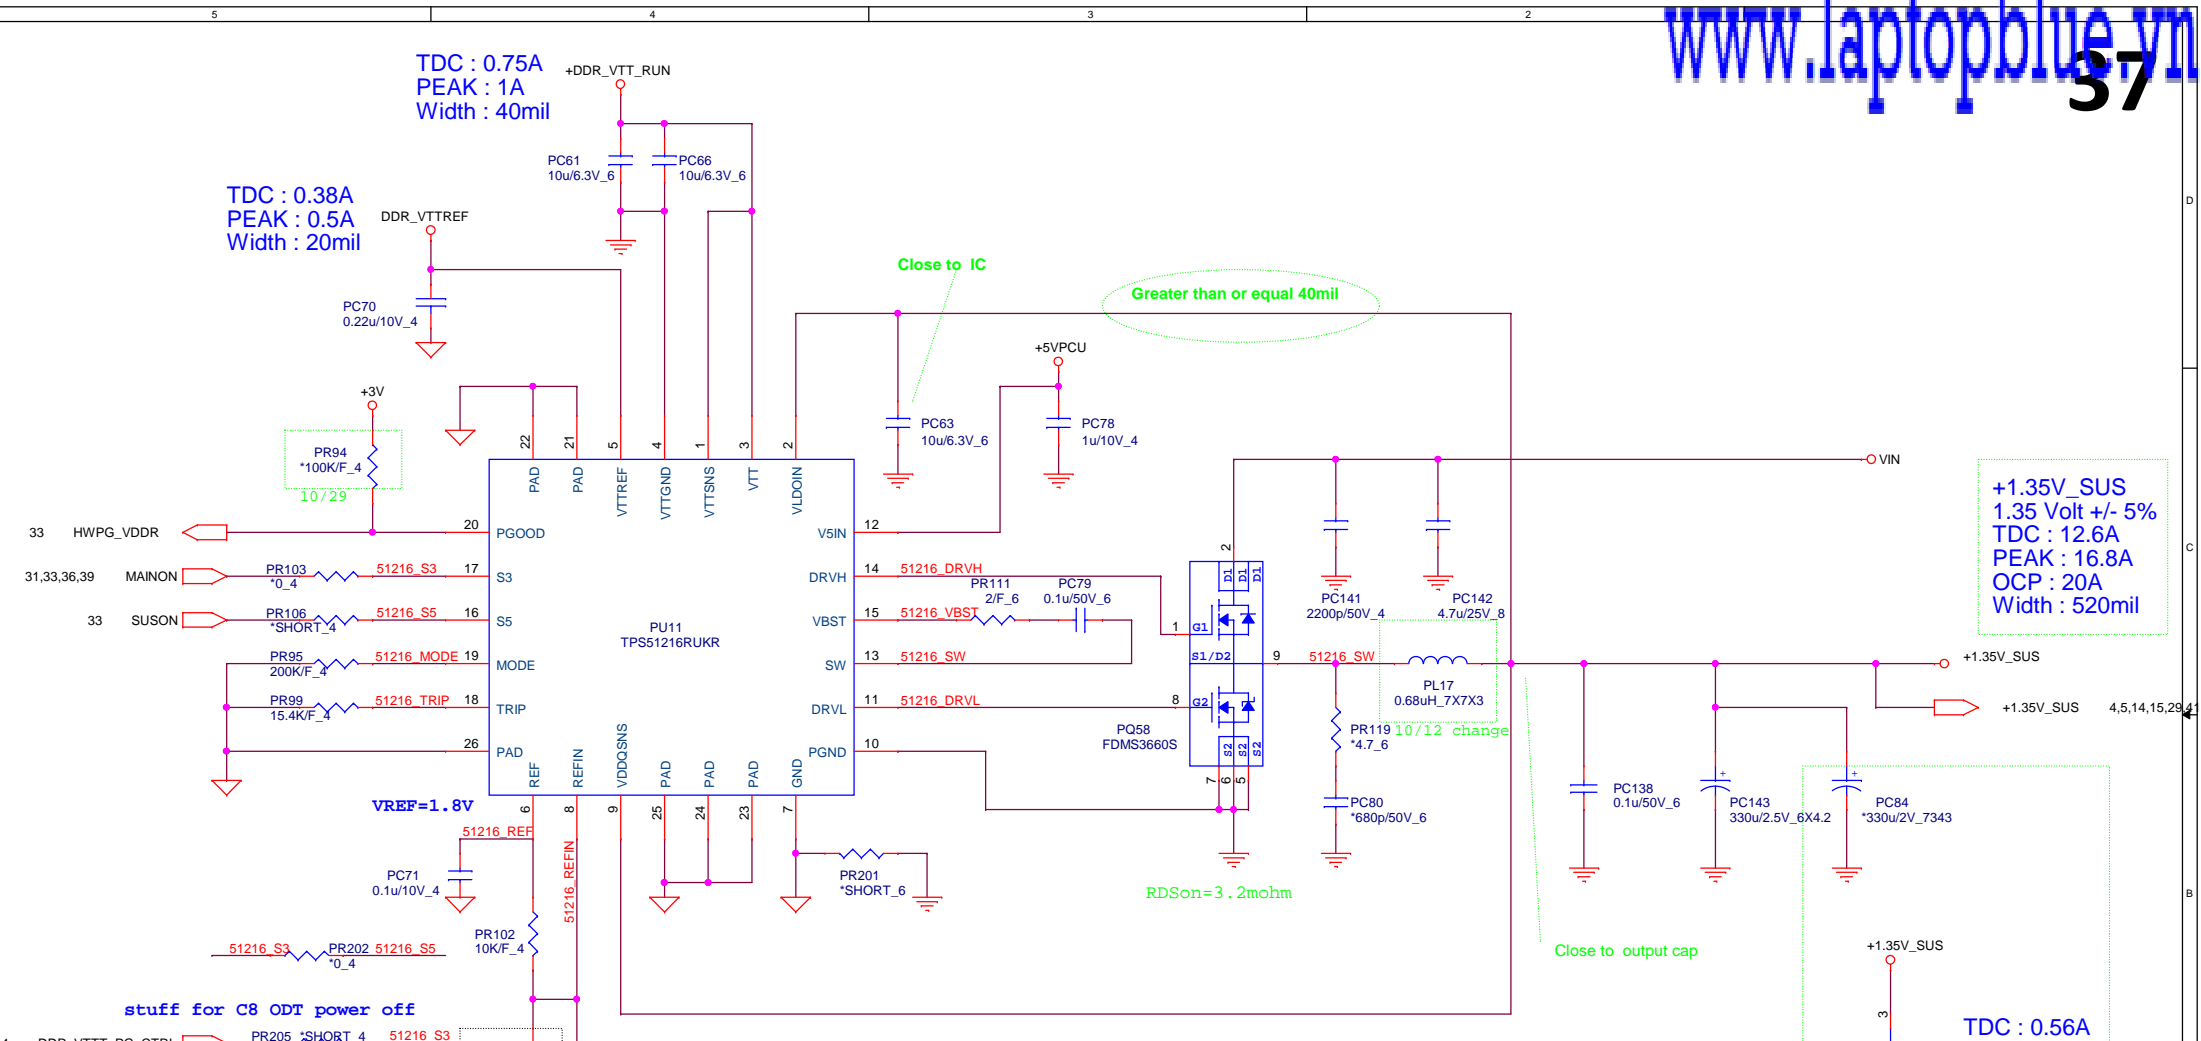 5
4
3
2
www.laptopblue.vn
37
TDC : 0.75A
PEAK : 1A
Width : 40mil
+DDR_VTT_RUN
PC61
10u/6.3V_6
PC66
10u/6.3V_6
TDC : 0.38A
PEAK : 0.5A
Width : 20mil
DDR_VTTREF
PC70
0.22u/10V_4
D
Close to IC
Greater than or equal 40mil
+5VPCU
PC63
10u/6.3V_6
PC78
1u/10V_4
+3V
PR94
*100K/F_4
10/29
22
21
5
4
1
3
2
PAD
PAD
VTTREF
VTTGND
VTTSNS
VTT
VLDOIN
VIN
+1.35V_SUS
1.35 Volt +/- 5%
TDC : 12.6A
PEAK : 16.8A
OCP : 20A
Width : 520mil
C
33 HWPG_VDDR
20
PGOOD
V5IN
12
31,33,36,39 MAINON
PR103
*0_4
51216_S3
17
S3
DRVH
14
51216_DRVH
33 SUSON
PR106
*SHORT_4
51216_S5
16
S5
VBST
15
51216_VBST
PR111
2/F_6
PC79
0.1u/50V_6
PU11
TPS51216RUKR
PR95
200K/F_4
51216_MODE
19
MODE
SW
13
51216_SW
PR99
15.4K/F_4
51216_TRIP
18
TRIP
DRVL
11
51216_DRVL
26
PAD
PGND
10
REF
REFIN
VDDQSNS
PAD
PAD
PAD
GND
6
8
9
25
24
23
7
2
D1
D1
D1
1
G1
S1/D2
9
8
G2
S2
S2
S2
7
6
5
PQ58
FDMS3660S
RDSon=3.2mohm
PC141
2200p/50V_4
PC142
4.7u/25V_8
51216_SW
PL17
0.68uH_7X7X3
10/12 change
PR119
*4.7_6
PC80
*680p/50V_6
+1.35V_SUS
+1.35V_SUS 4,5,14,15,29,41
PC138
0.1u/50V_6
PC143
330u/2.5V_6X4.2
+
PC84
*330u/2V_7343
+
VREF=1.8V
51216_REF
51216_REFIN
PC71
0.1u/10V_4
PR102
10K/F_4
PR201
*SHORT_6
B
51216_S3
PR202
*0_4
51216_S5
Close to output cap
+1.35V_SUS
3
TDC : 0.56A
stuff for C8 ODT power off
PR205 *SHORT_4
51216_S3